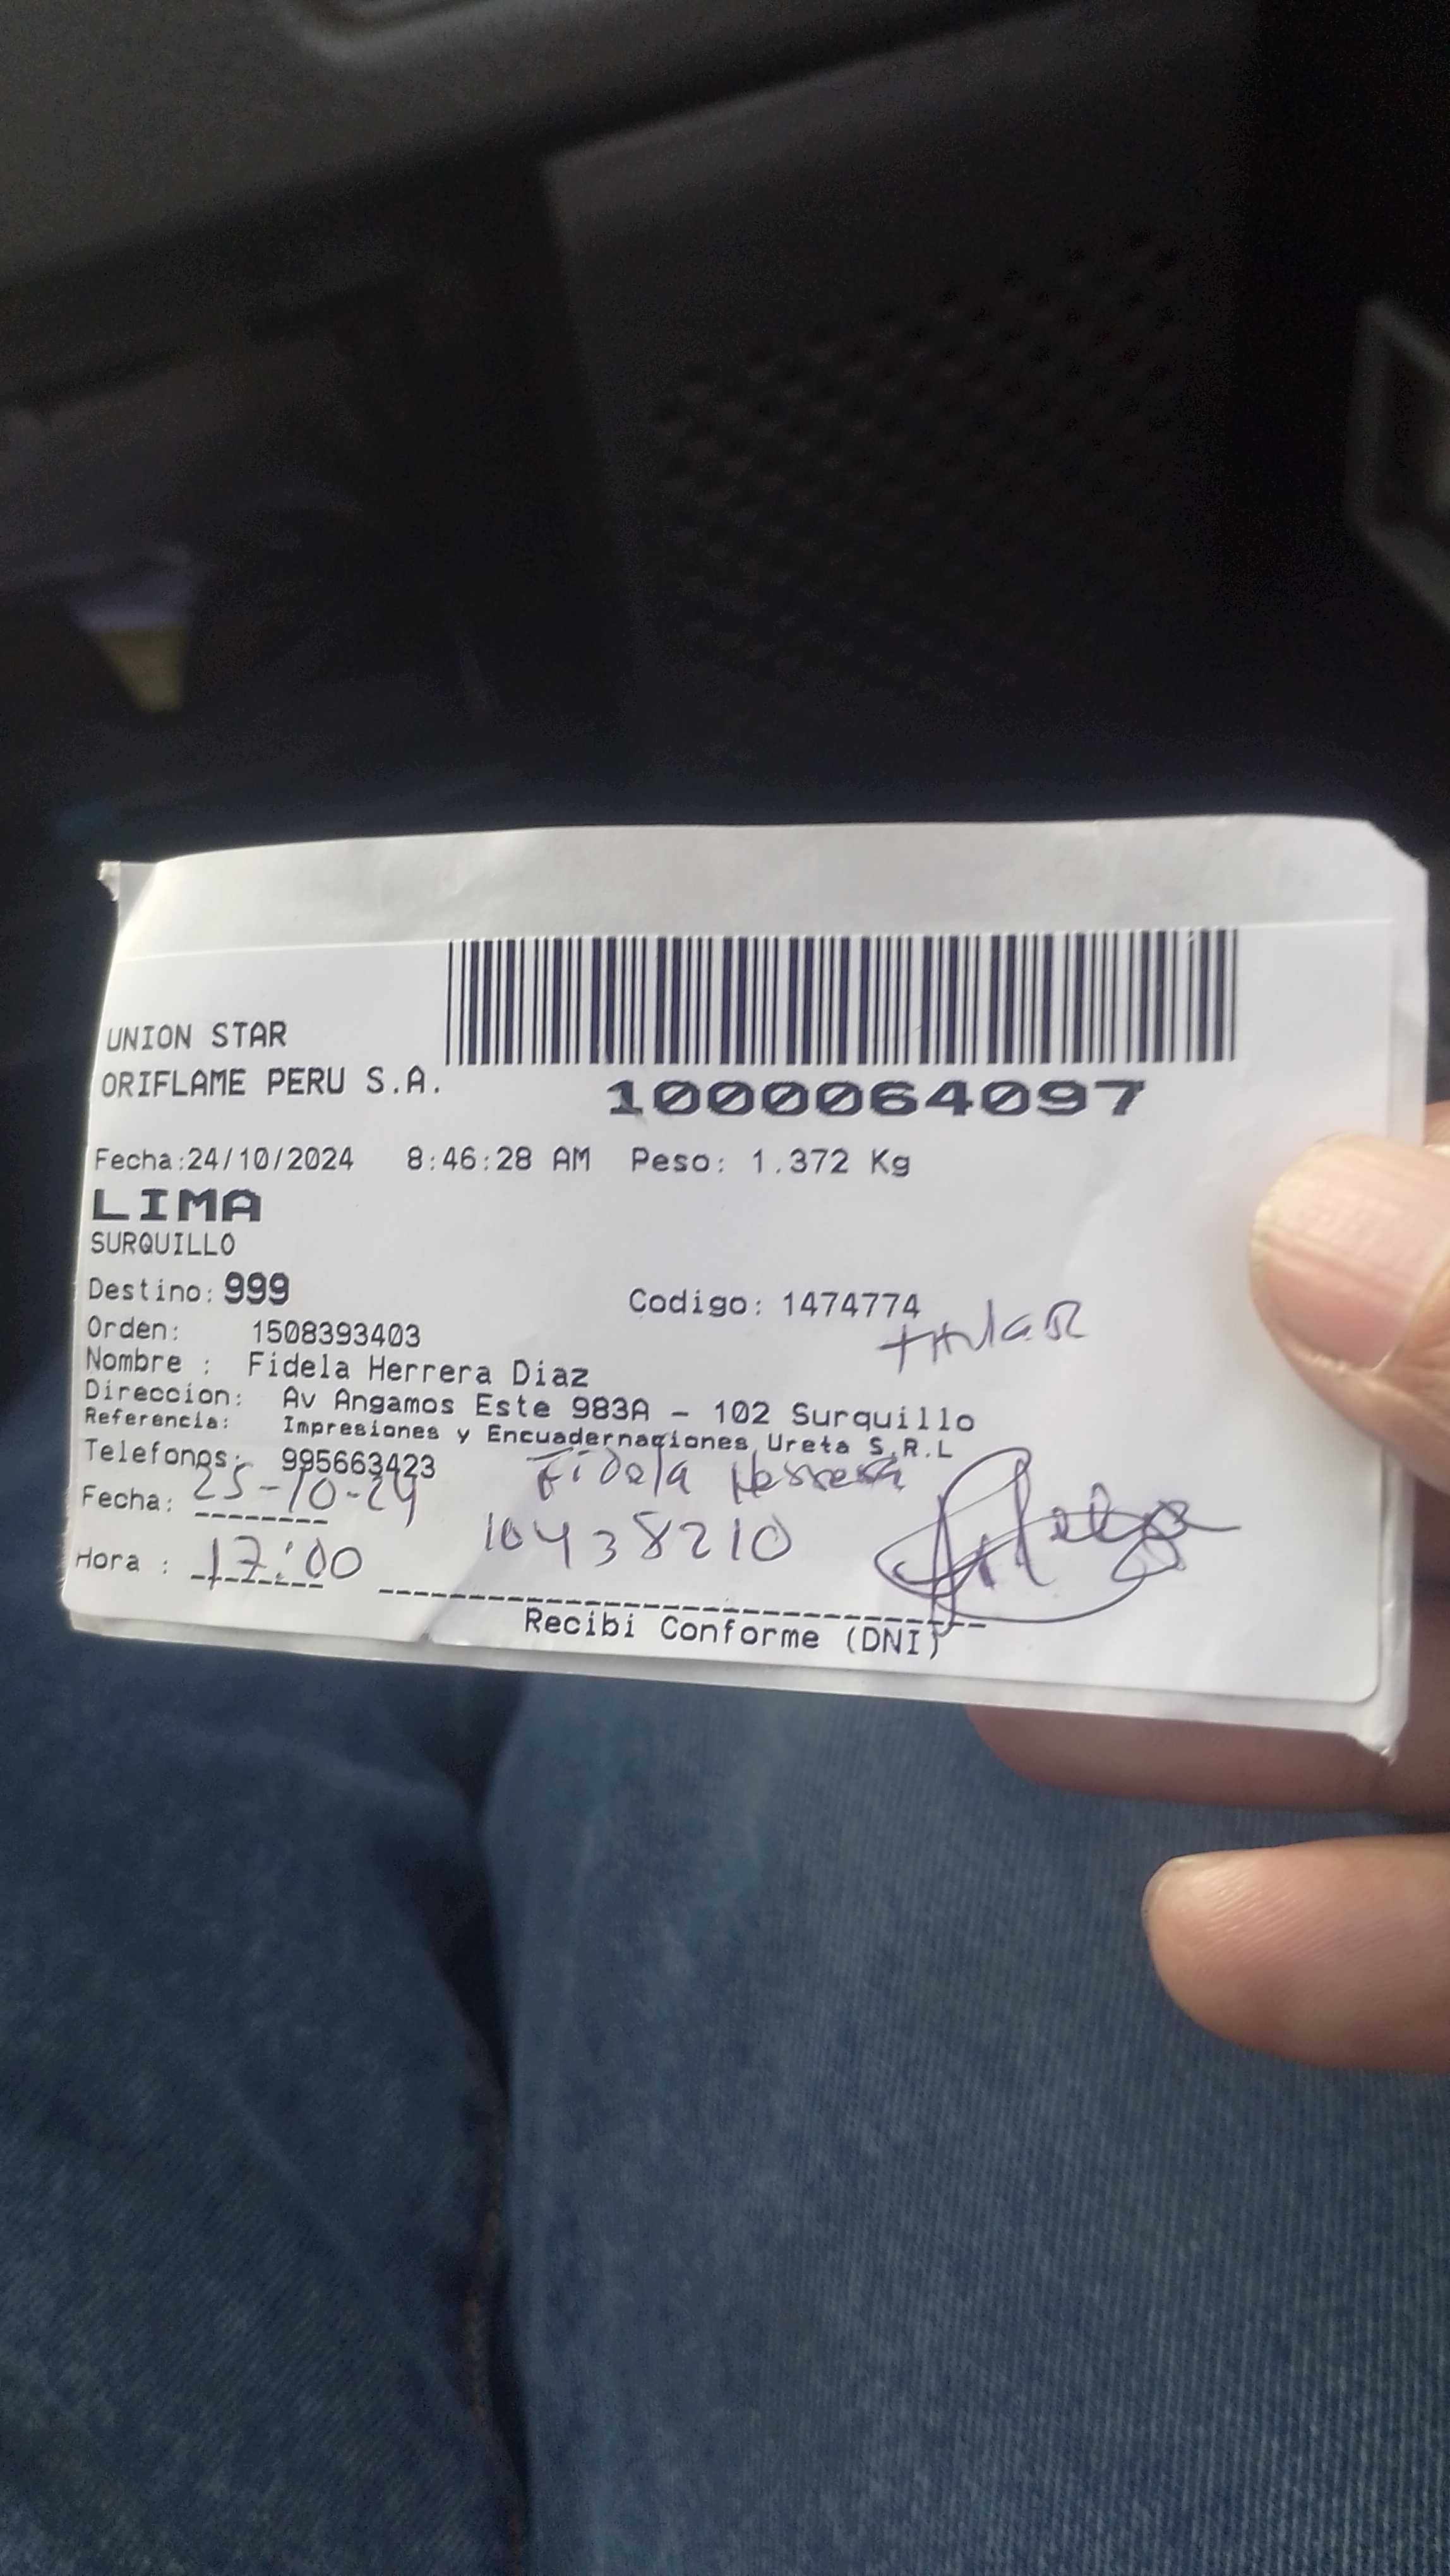 UNION STAR
ORIFLAME PERU S.A.
1000064097
Fecha:24/10/2024 8:46:28 AM Peso: 1.372 Kg
LIMA
SURQUILLO
Destino: 999 Codigo: 1474774
titulaR
Orden: 1508393403
Nombre : Fidela Herrera Diaz
Direccion: Av Angamos Este 983A - 102 Surquillo
Referencia: Impresiones y Encuadernaciones Ureta S.R.L
Telefonos: 995663423
Fidela Herrera
Fecha: 25-10-24
10438210
Hora : 17:00
Recibi Conforme (DNI)